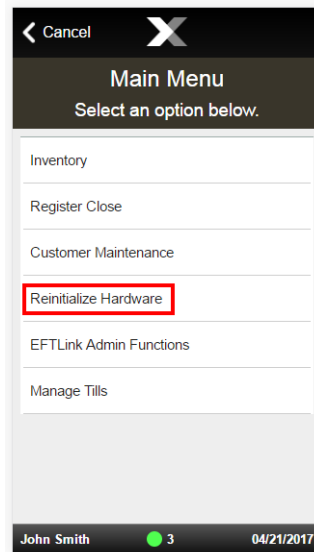 Cancel
Main Menu
Select an option below.
Inventory
Register Close
Customer Maintenance
Reinitialize Hardware
EFTLink Admin Functions
Manage Tills
John Smith 3 04/21/2017